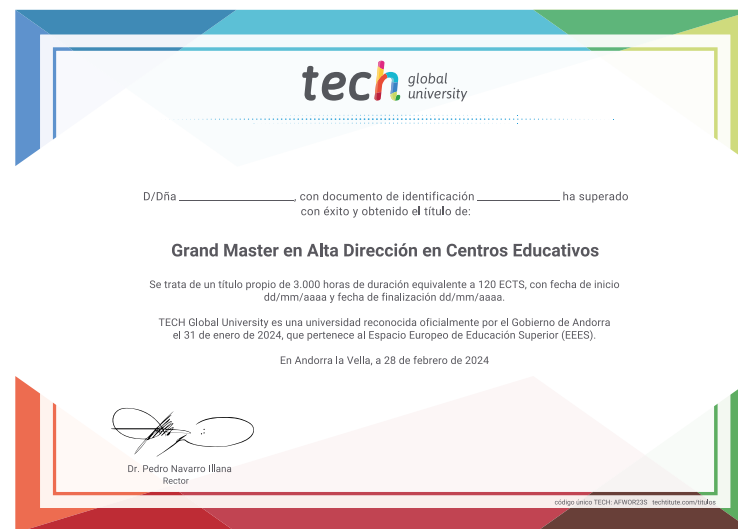 tech global university
D/Dña ____________________, con documento de identificación ______________ ha superado
con éxito y obtenido el título de:
Grand Master en Alta Dirección en Centros Educativos
Se trata de un título propio de 3.000 horas de duración equivalente a 120 ECTS, con fecha de inicio
dd/mm/aaaa y fecha de finalización dd/mm/aaaa.
TECH Global University es una universidad reconocida oficialmente por el Gobierno de Andorra
el 31 de enero de 2024, que pertenece al Espacio Europeo de Educación Superior (EEES).
En Andorra la Vella, a 28 de febrero de 2024
Dr. Pedro Navarro Illana
Rector
código único TECH: AFWOR23S techtitute.com/titulos